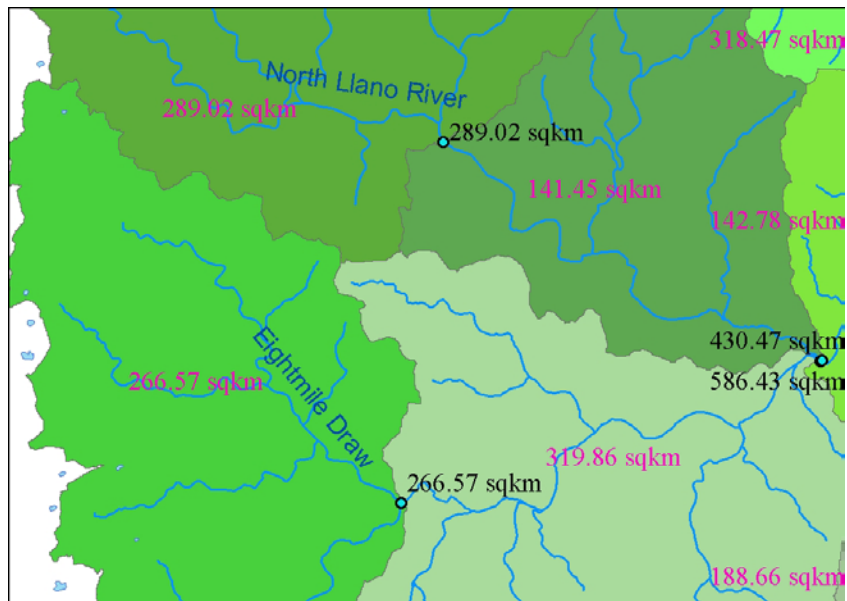 318.47 sqkm
North Llano River
289.02 sqkm
289.02 sqkm
141.45 sqkm
142.78 sqkm
430.47 sqkm
586.43 sqkm
Eightmile Draw
266.57 sqkm
319.86 sqkm
266.57 sqkm
188.66 sqkm